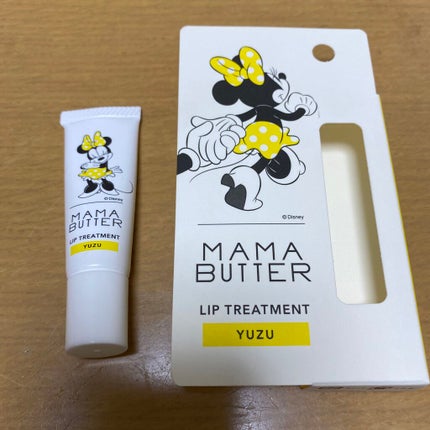 © Disney
MAMA
BUTTER
LIP TREATMENT
YUZU
© Disney
MAMA
BUTTER
LIP TREATMENT
YUZU